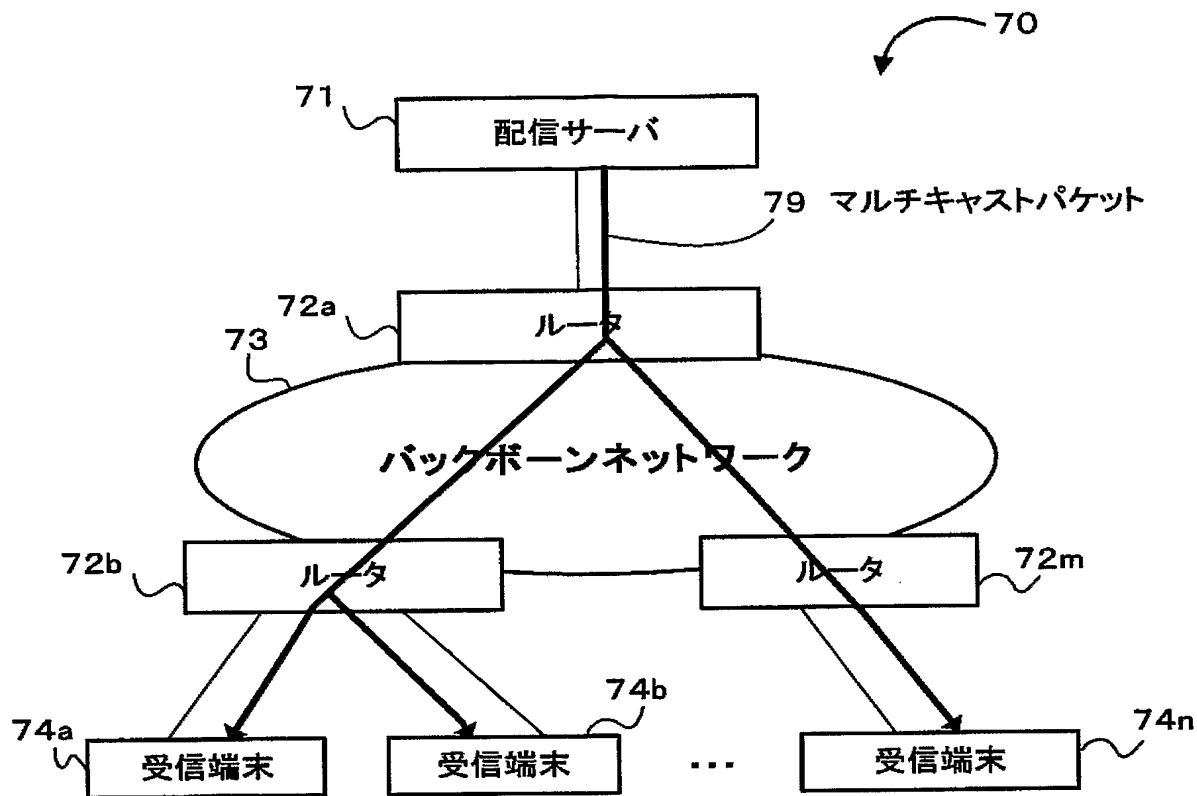 70
71
配信サーバ
79 マルチキャストパケット
72a
ルータ
73
バックボーンネットワーク
72b
ルータ
ルータ
72m
74a
受信端末
74b
受信端末
...
受信端末
74n